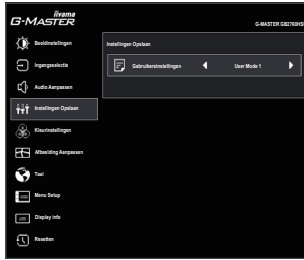 iiyama
G-MASTER
G-MASTER GB2760HSU
Beeldinstellingen
Instellingen Opslaan
Ingangsselectie
Gebruikersinstellingen
User Mode 1
Audio Aanpassen
Instellingen Opslaan
Kleurinstellingen
Afbeelding Aanpassen
Taal
Menu Setup
Display info
Resetten